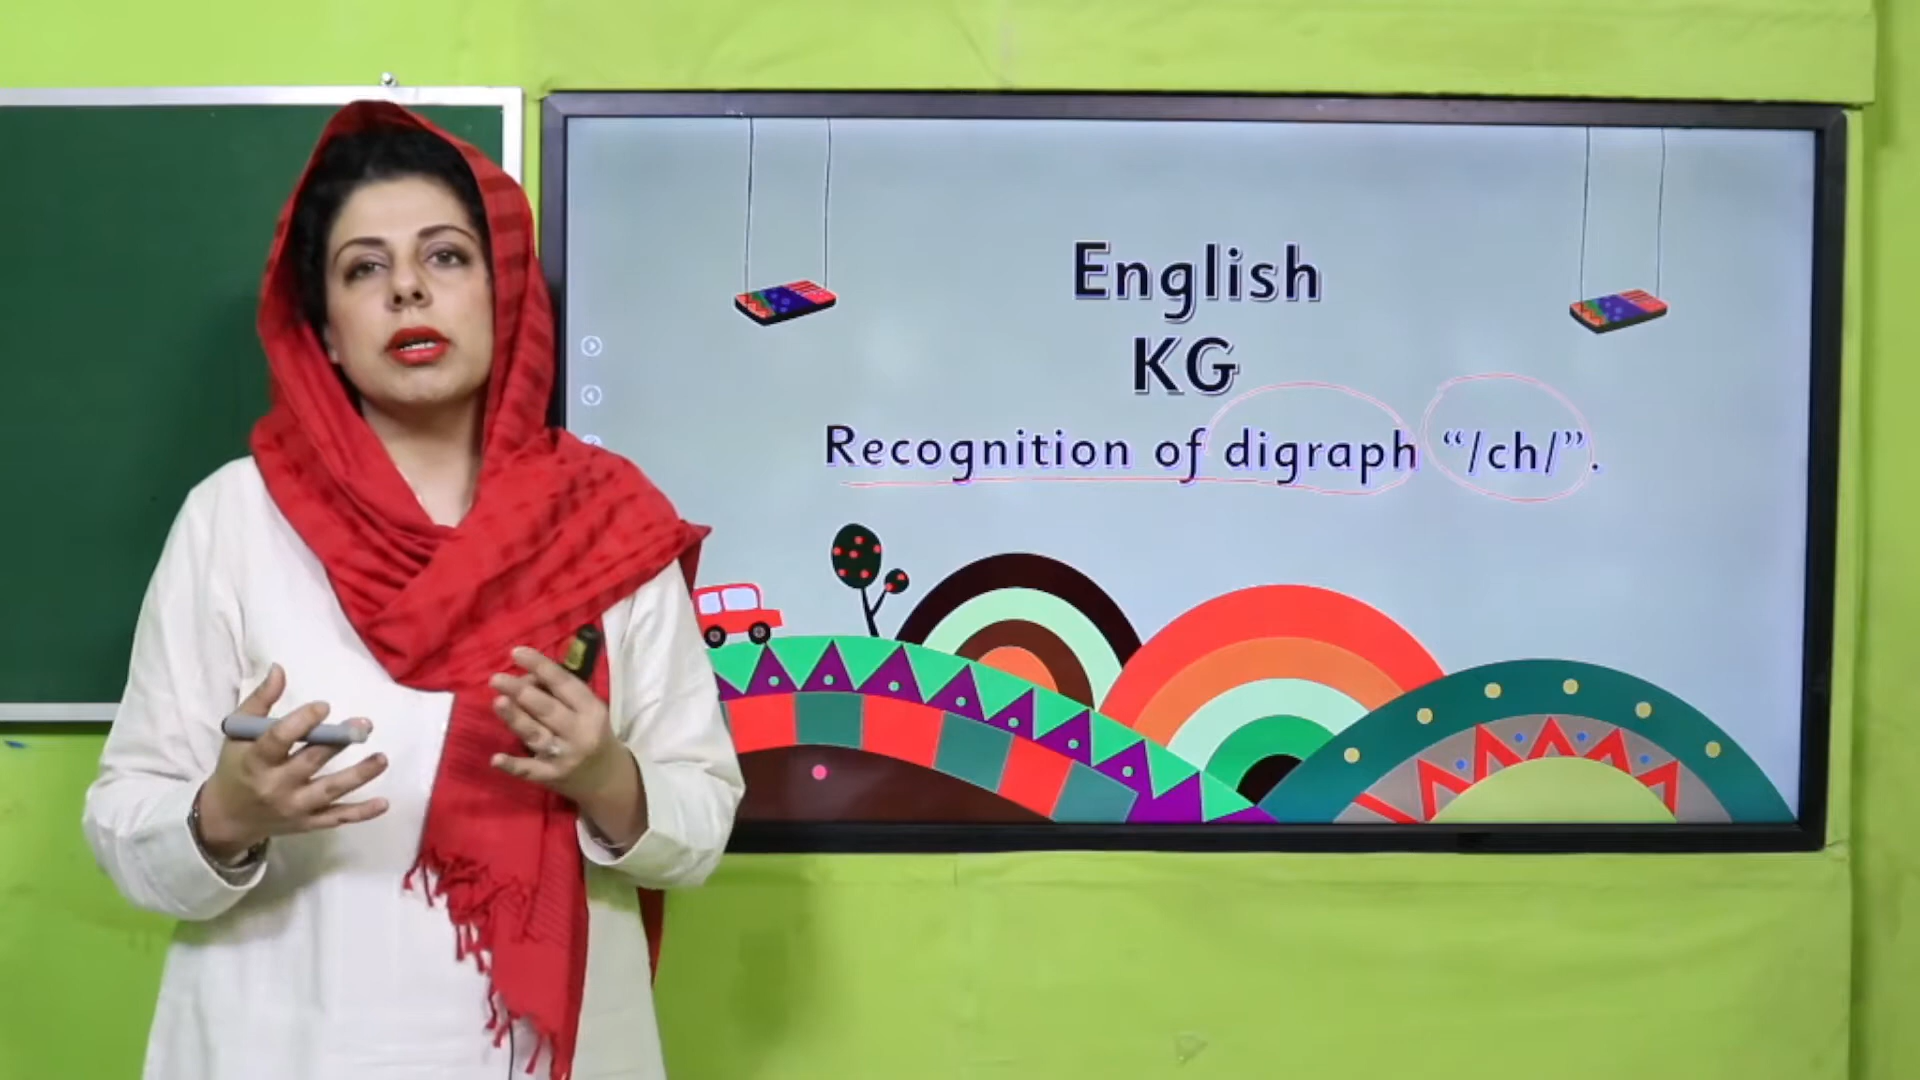 English
KG
Recognition of digraph “/ch/”.